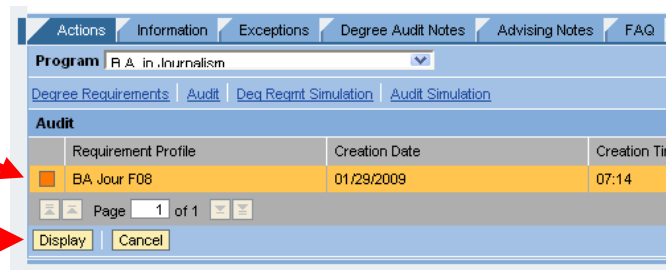 Actions Information Exceptions Degree Audit Notes Advising Notes FAQ
Program B.A. in Journalism
Degree Requirements Audit Deg Reqmt Simulation Audit Simulation
Audit
Requirement Profile Creation Date Creation Ti
BA Jour F08 01/29/2009 07:14
Page 1 of 1
Display Cancel